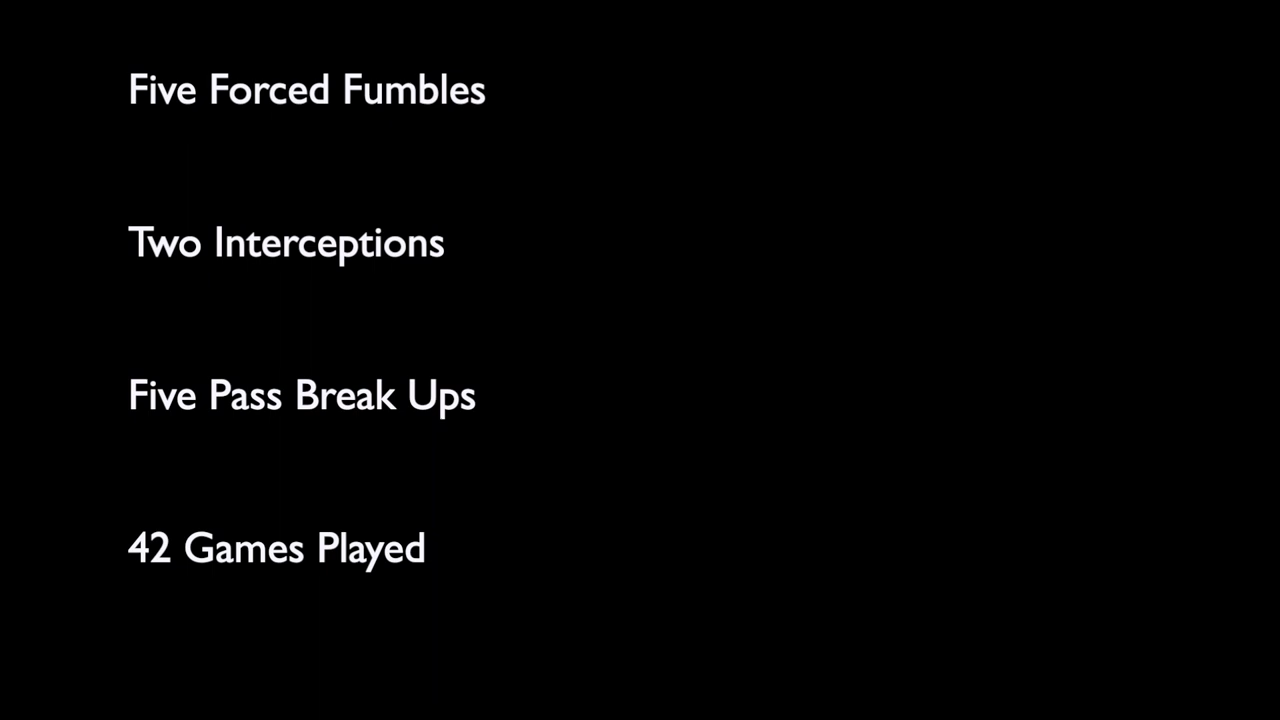 Five Forced Fumbles
Two Interceptions
Five Pass Break Ups
42 Games Played